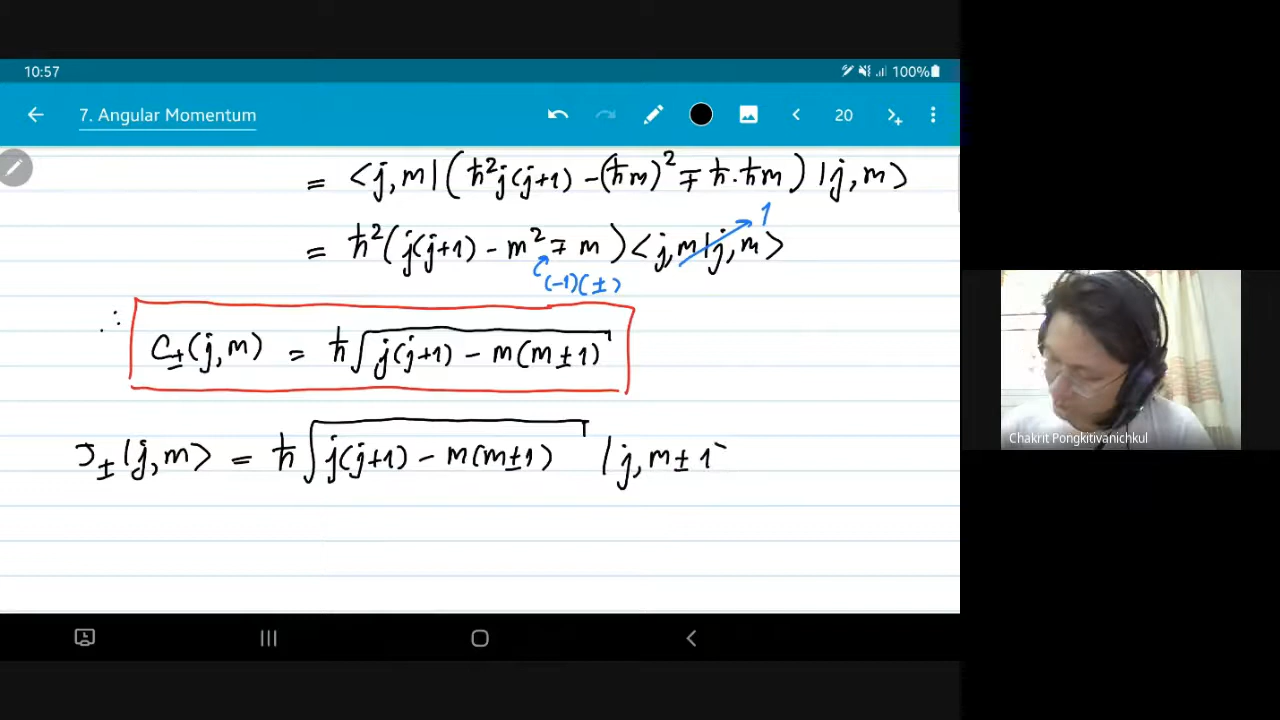 10:57
100%
7. Angular Momentum
20
= <j,m|(ħ²j(j+1) - (ħm)² ∓ ħ·ħm)|j,m>
1
= ħ²(j(j+1) - m² ∓ m)<j,m|j,m>
(-1)(±)
∴ C±(j,m) = ħ√(j(j+1) - m(m±1))
J±|j,m> = ħ√(j(j+1) - m(m±1)) |j,m±1
Chakrit Pongkitivanichkul